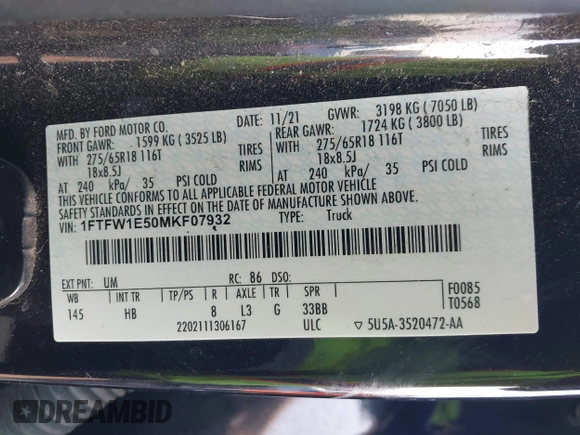 MFD. BY FORD MOTOR CO. DATE: 11/21 GVWR: 3198 KG (7050 LB)
FRONT GAWR: 1599 KG (3525 LB) REAR GAWR: 1724 KG (3800 LB)
WITH 275/65R18 116T TIRES WITH 275/65R18 116T TIRES
18x8.5J RIMS 18x8.5J RIMS
AT 240 kPa/ 35 PSI COLD AT 240 kPa/ 35 PSI COLD
THIS VEHICLE CONFORMS TO ALL APPLICABLE FEDERAL MOTOR VEHICLE
SAFETY STANDARDS IN EFFECT ON THE DATE OF MANUFACTURE SHOWN ABOVE.
VIN: 1FTFW1E50MKF07932 TYPE: Truck
EXT PNT: UM RC: 86 DSO: F0085
WB INT TR TP/PS R AXLE TR SPR T0568
145 HB 8 L3 G 33BB
2202111306167 ULC ▽ 5U5A-3520472-AA
DREAMBID